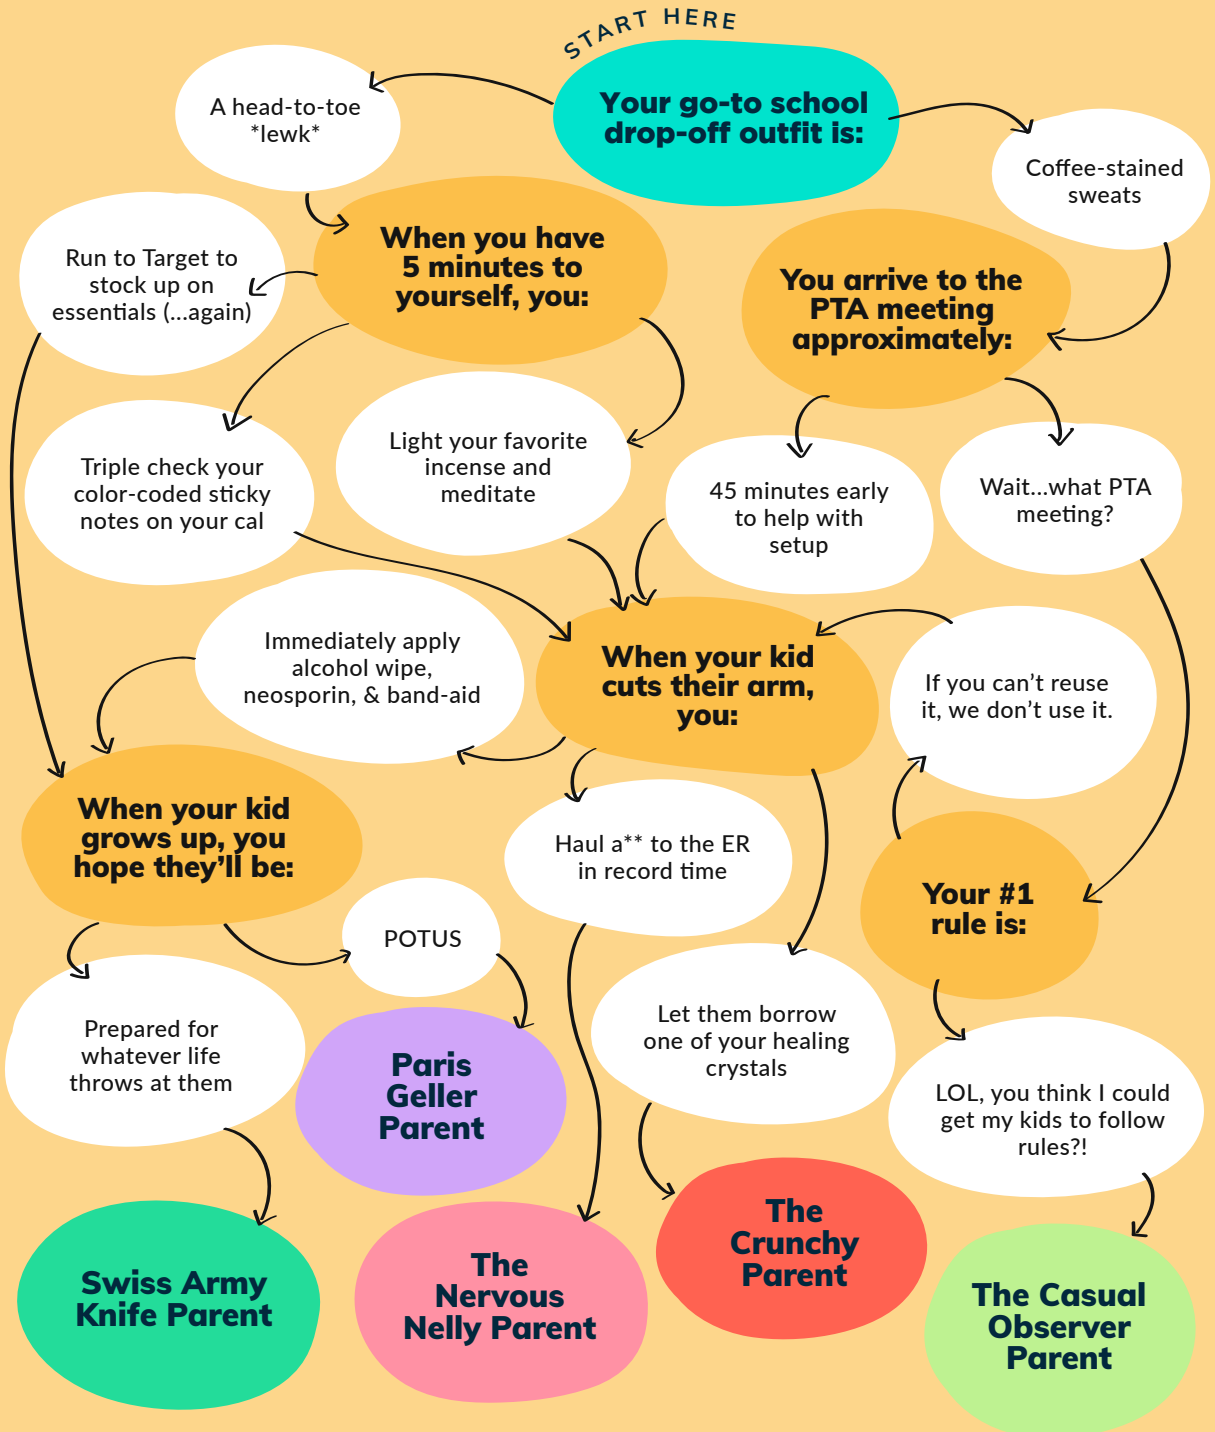 START HERE
Your go-to school
drop-off outfit is:
A head-to-toe
*lewk*
Coffee-stained
sweats
When you have
5 minutes to
yourself, you:
Run to Target to
stock up on
essentials (...again)
You arrive to the
PTA meeting
approximately:
Triple check your
color-coded sticky
notes on your cal
Light your favorite
incense and
meditate
45 minutes early
to help with
setup
Wait...what PTA
meeting?
Immediately apply
alcohol wipe,
neosporin, & band-aid
When your kid
cuts their arm,
you:
If you can't reuse
it, we don't use it.
When your kid
grows up, you
hope they'll be:
Haul a** to the ER
in record time
Your #1
rule is:
POTUS
Prepared for
whatever life
throws at them
Let them borrow
one of your healing
crystals
LOL, you think I could
get my kids to follow
rules?!
Paris
Geller
Parent
Swiss Army
Knife Parent
The
Nervous
Nelly Parent
The
Crunchy
Parent
The Casual
Observer
Parent